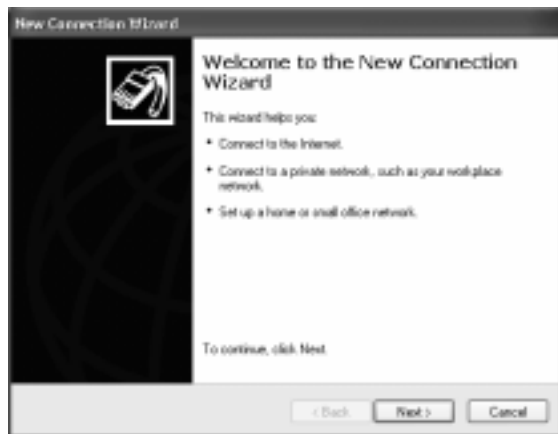 New Connection Wizard
Welcome to the New Connection
Wizard
This wizard helps you:
• Connect to the Internet.
• Connect to a private network, such as your workplace
network.
• Set up a home or small office network.
To continue, click Next.
< Back
Next >
Cancel